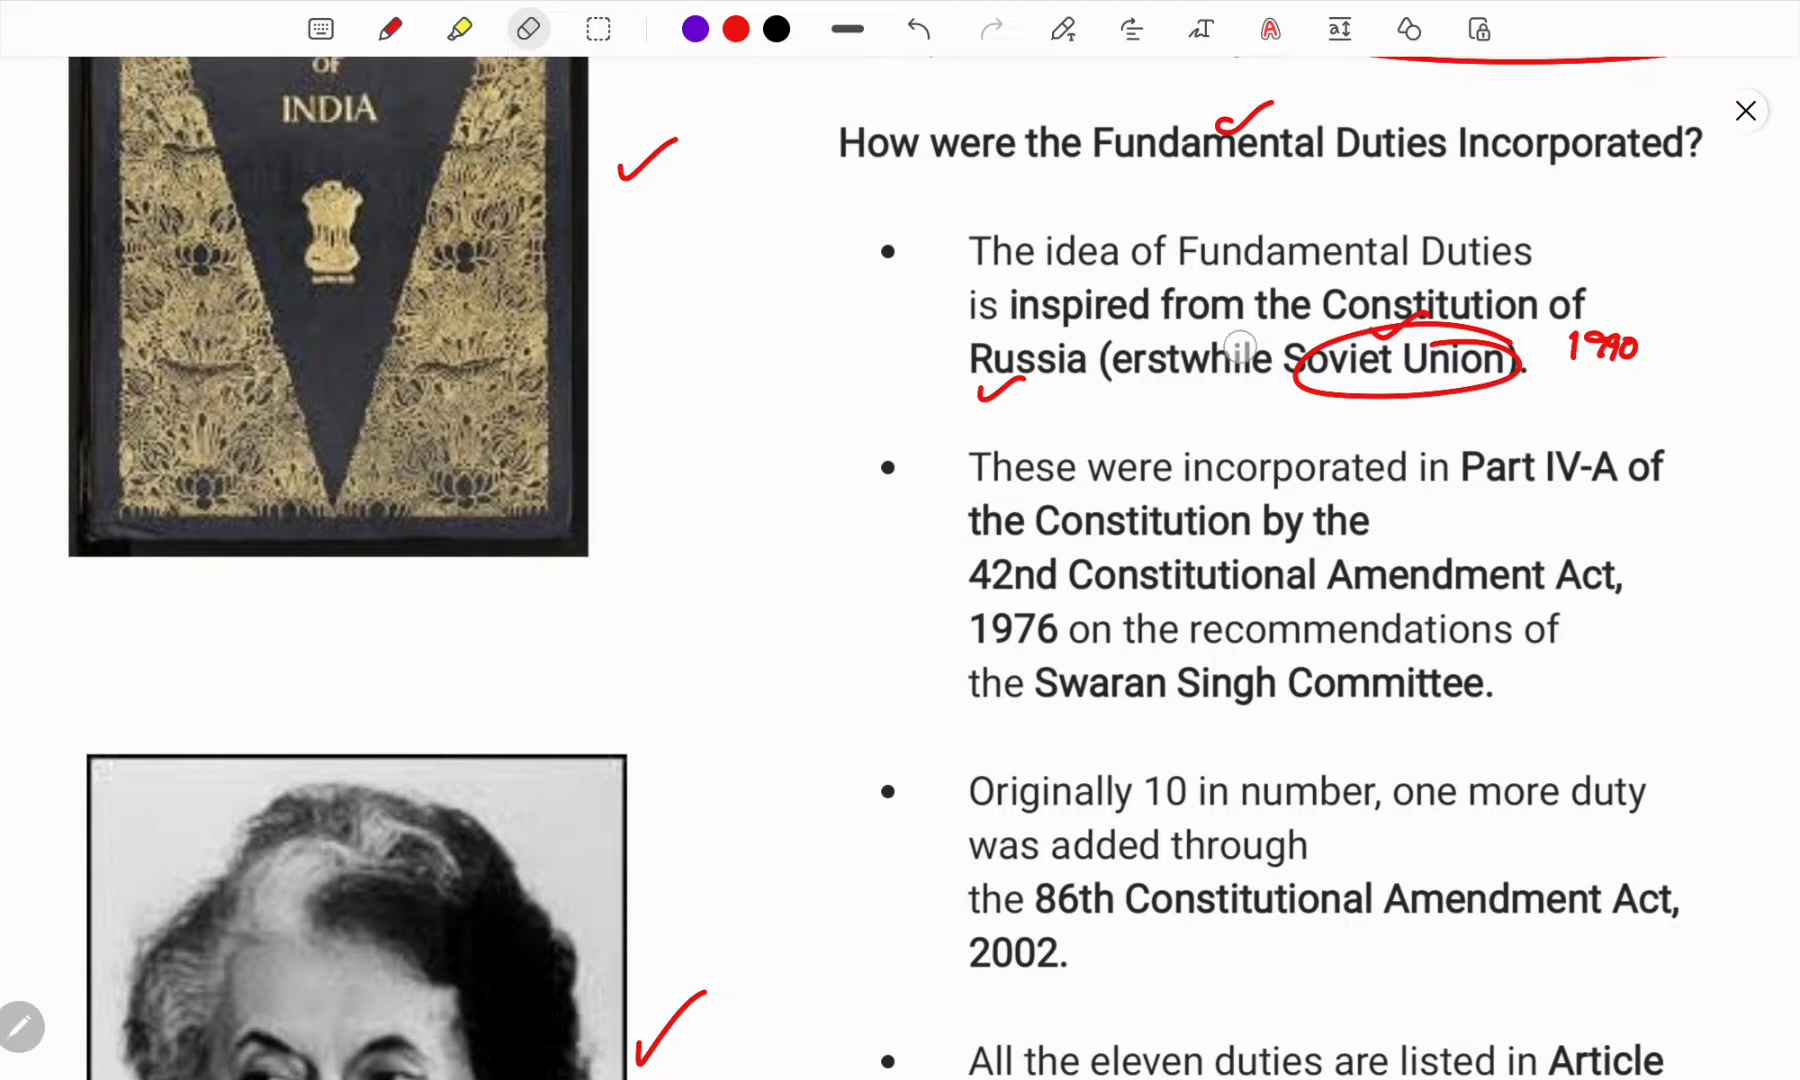 OF
INDIA
How were the Fundamental Duties Incorporated?
The idea of Fundamental Duties
is inspired from the Constitution of
Russia (erstwhile Soviet Union).
1990
These were incorporated in Part IV-A of
the Constitution by the
42nd Constitutional Amendment Act,
1976 on the recommendations of
the Swaran Singh Committee.
Originally 10 in number, one more duty
was added through
the 86th Constitutional Amendment Act,
2002.
All the eleven duties are listed in Article